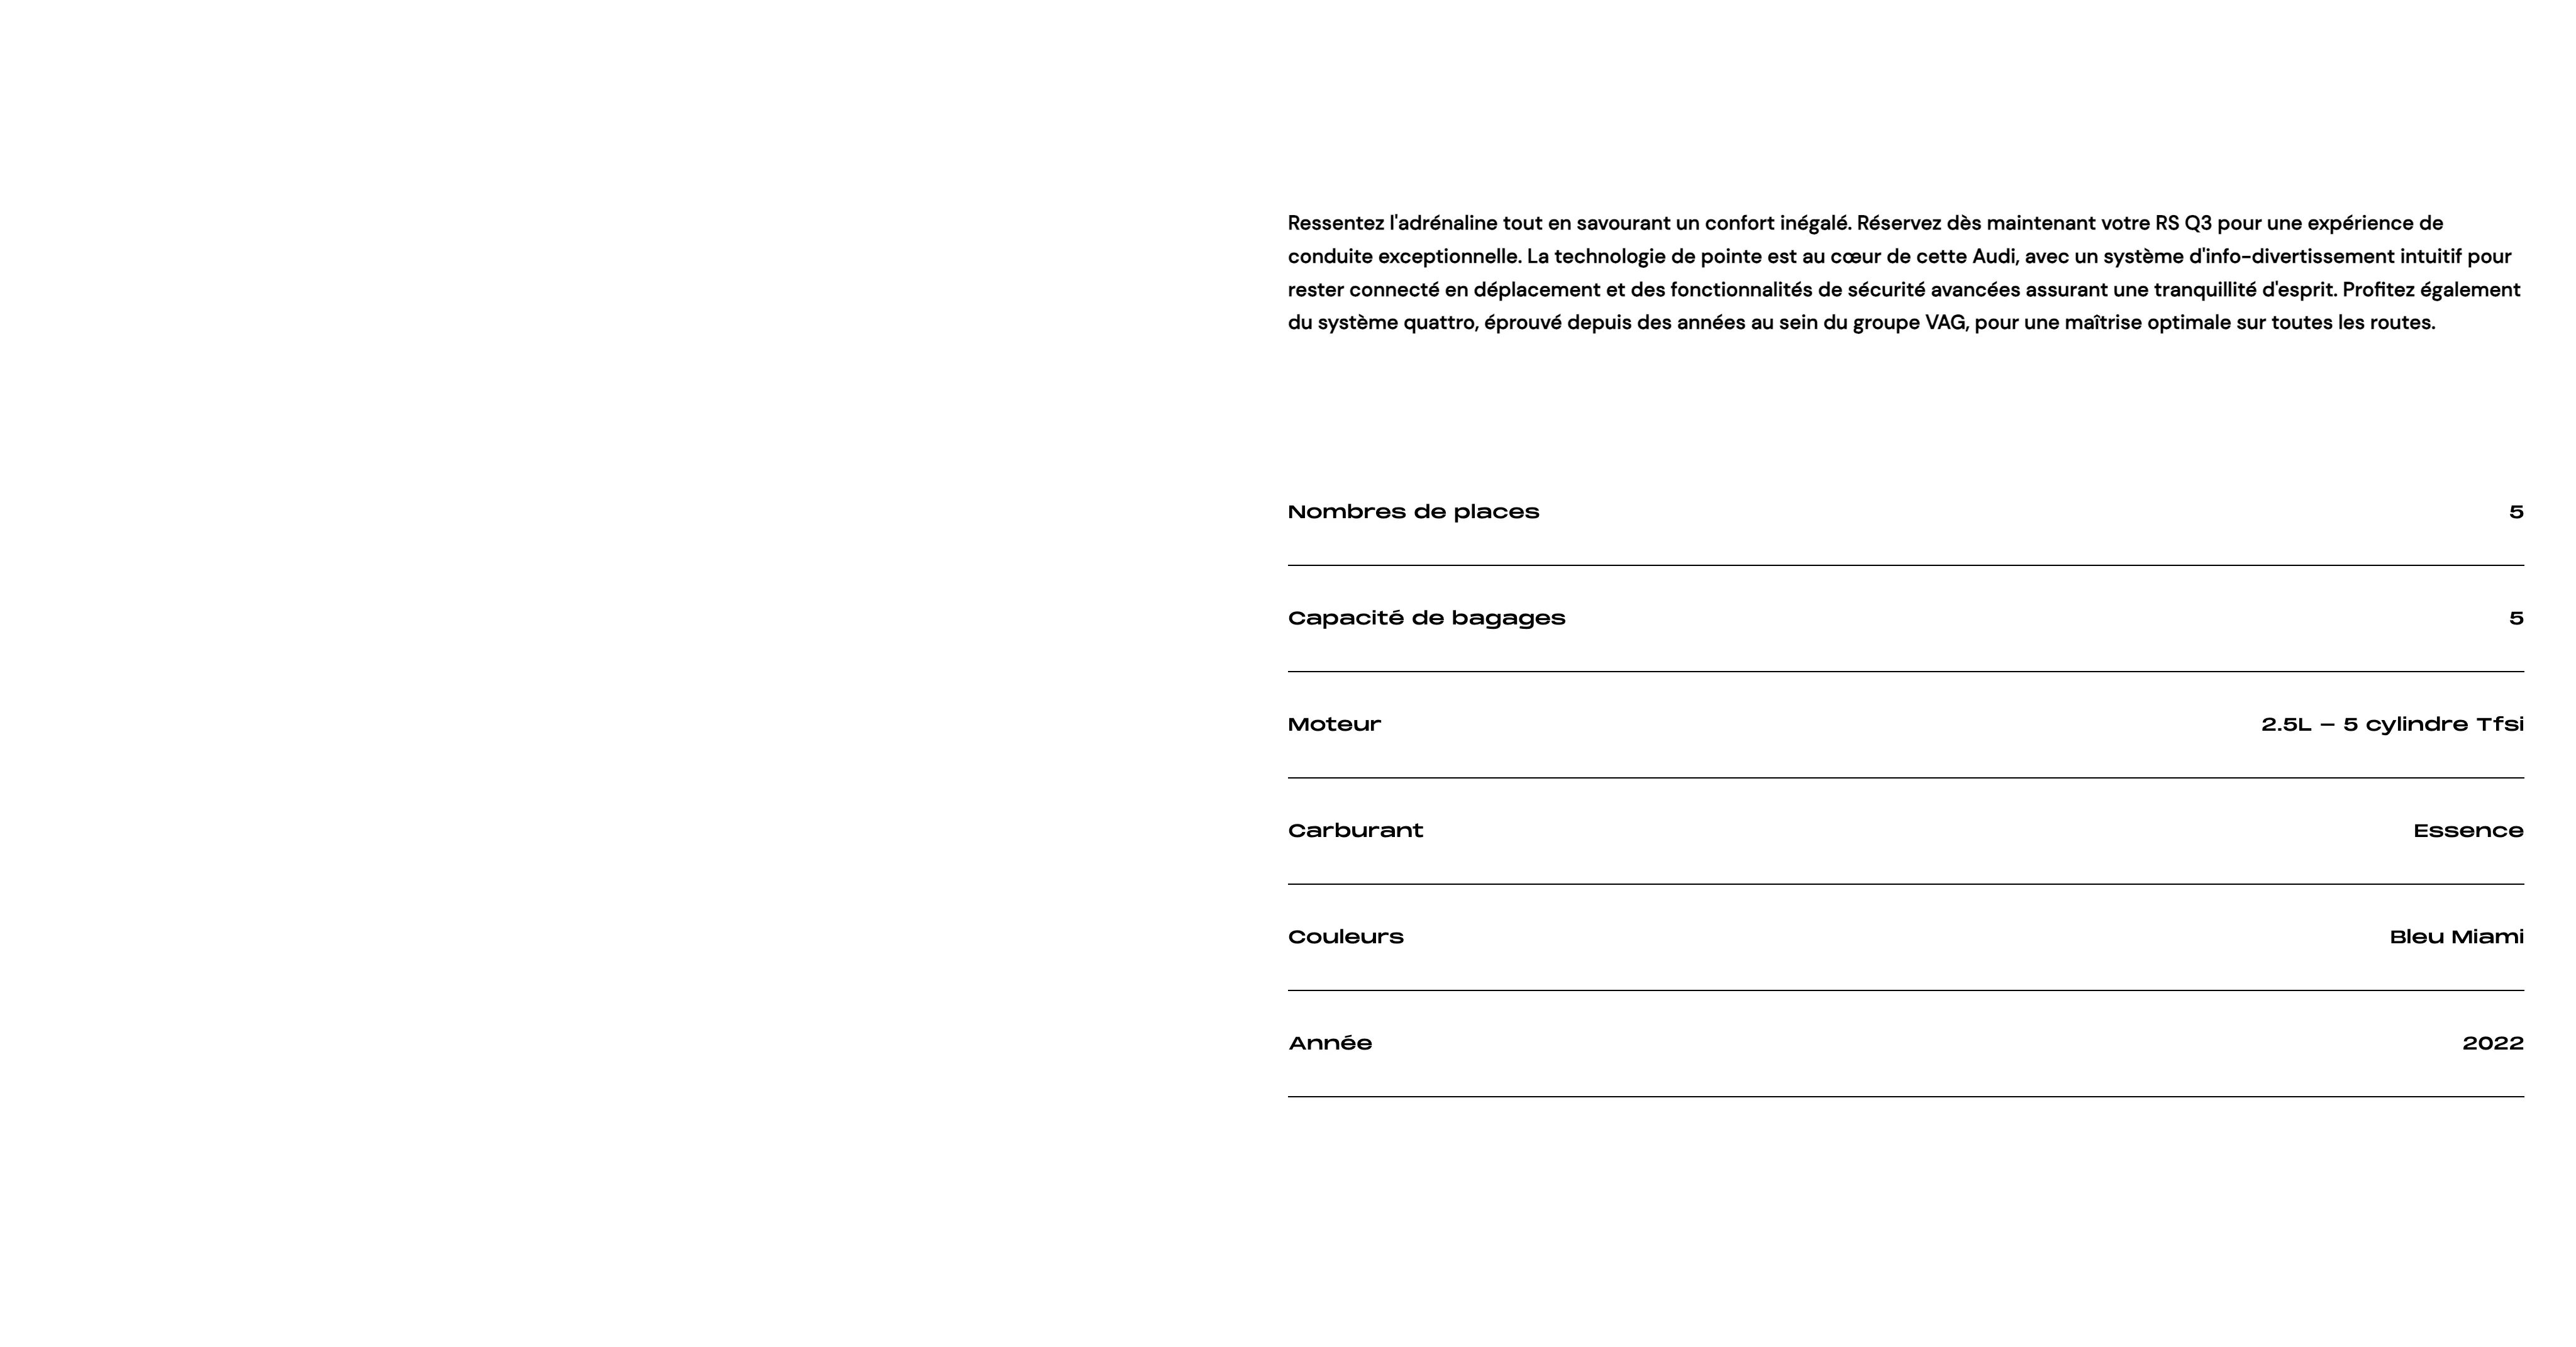 Ressentez l'adrénaline tout en savourant un confort inégalé. Réservez dès maintenant votre RS Q3 pour une expérience de
conduite exceptionnelle. La technologie de pointe est au cœur de cette Audi, avec un système d'info-divertissement intuitif pour
rester connecté en déplacement et des fonctionnalités de sécurité avancées assurant une tranquillité d'esprit. Profitez également
du système quattro, éprouvé depuis des années au sein du groupe VAG, pour une maîtrise optimale sur toutes les routes.
Nombres de places 5
Capacité de bagages 5
Moteur 2.5L – 5 cylindre Tfsi
Carburant Essence
Couleurs Bleu Miami
Année 2022